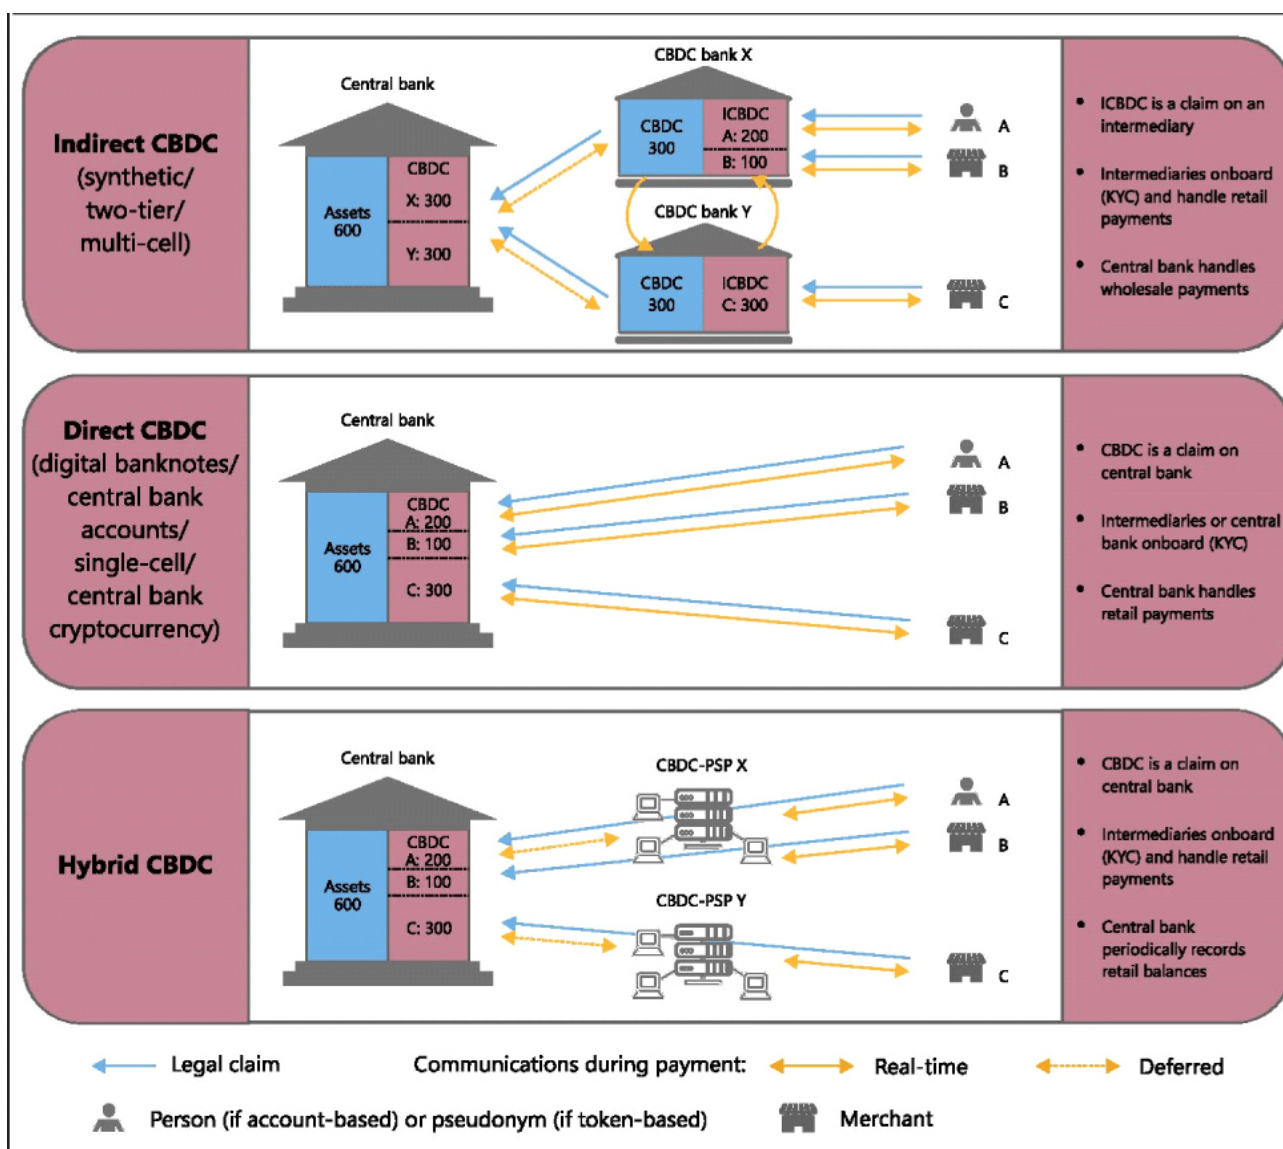 Indirect CBDC
(synthetic/
two-tier/
multi-cell)
Central bank
Assets
600
CBDC
X: 300
Y: 300
CBDC bank X
CBDC
300
ICBDC
A: 200
B: 100
CBDC bank Y
CBDC
300
ICBDC
C: 300
A
B
C
• ICBDC is a claim on an
intermediary
• Intermediaries onboard
(KYC) and handle retail
payments
• Central bank handles
wholesale payments
Direct CBDC
(digital banknotes/
central bank
accounts/
single-cell/
central bank
cryptocurrency)
Central bank
Assets
600
CBDC
A: 200
B: 100
C: 300
A
B
C
• CBDC is a claim on
central bank
• Intermediaries or central
bank onboard (KYC)
• Central bank handles
retail payments
Hybrid CBDC
Central bank
Assets
600
CBDC
A: 200
B: 100
C: 300
CBDC-PSP X
CBDC-PSP Y
A
B
C
• CBDC is a claim on
central bank
• Intermediaries onboard
(KYC) and handle retail
payments
• Central bank
periodically records
retail balances
Legal claim
Communications during payment:
Real-time
Deferred
Person (if account-based) or pseudonym (if token-based)
Merchant